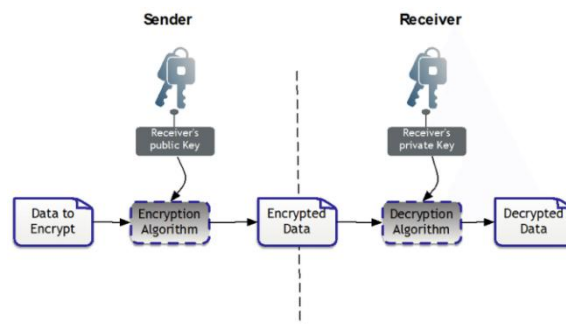 Sender
Receiver
Receiver's
public Key
Receiver's
private Key
Data to
Encrypt
Encryption
Algorithm
Encrypted
Data
Decryption
Algorithm
Decrypted
Data